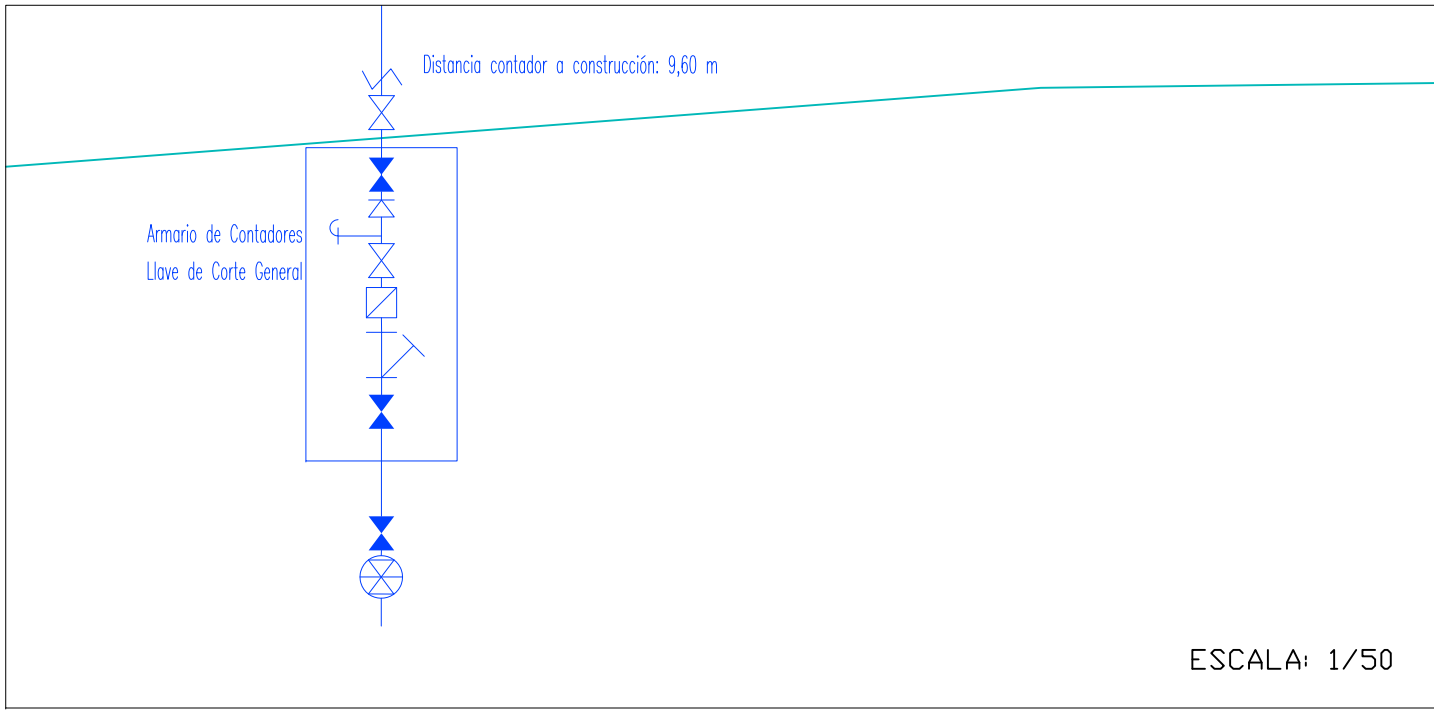 Distancia contador a construcción: 9,60 m
Armario de Contadores
Llave de Corte General
ESCALA: 1/50